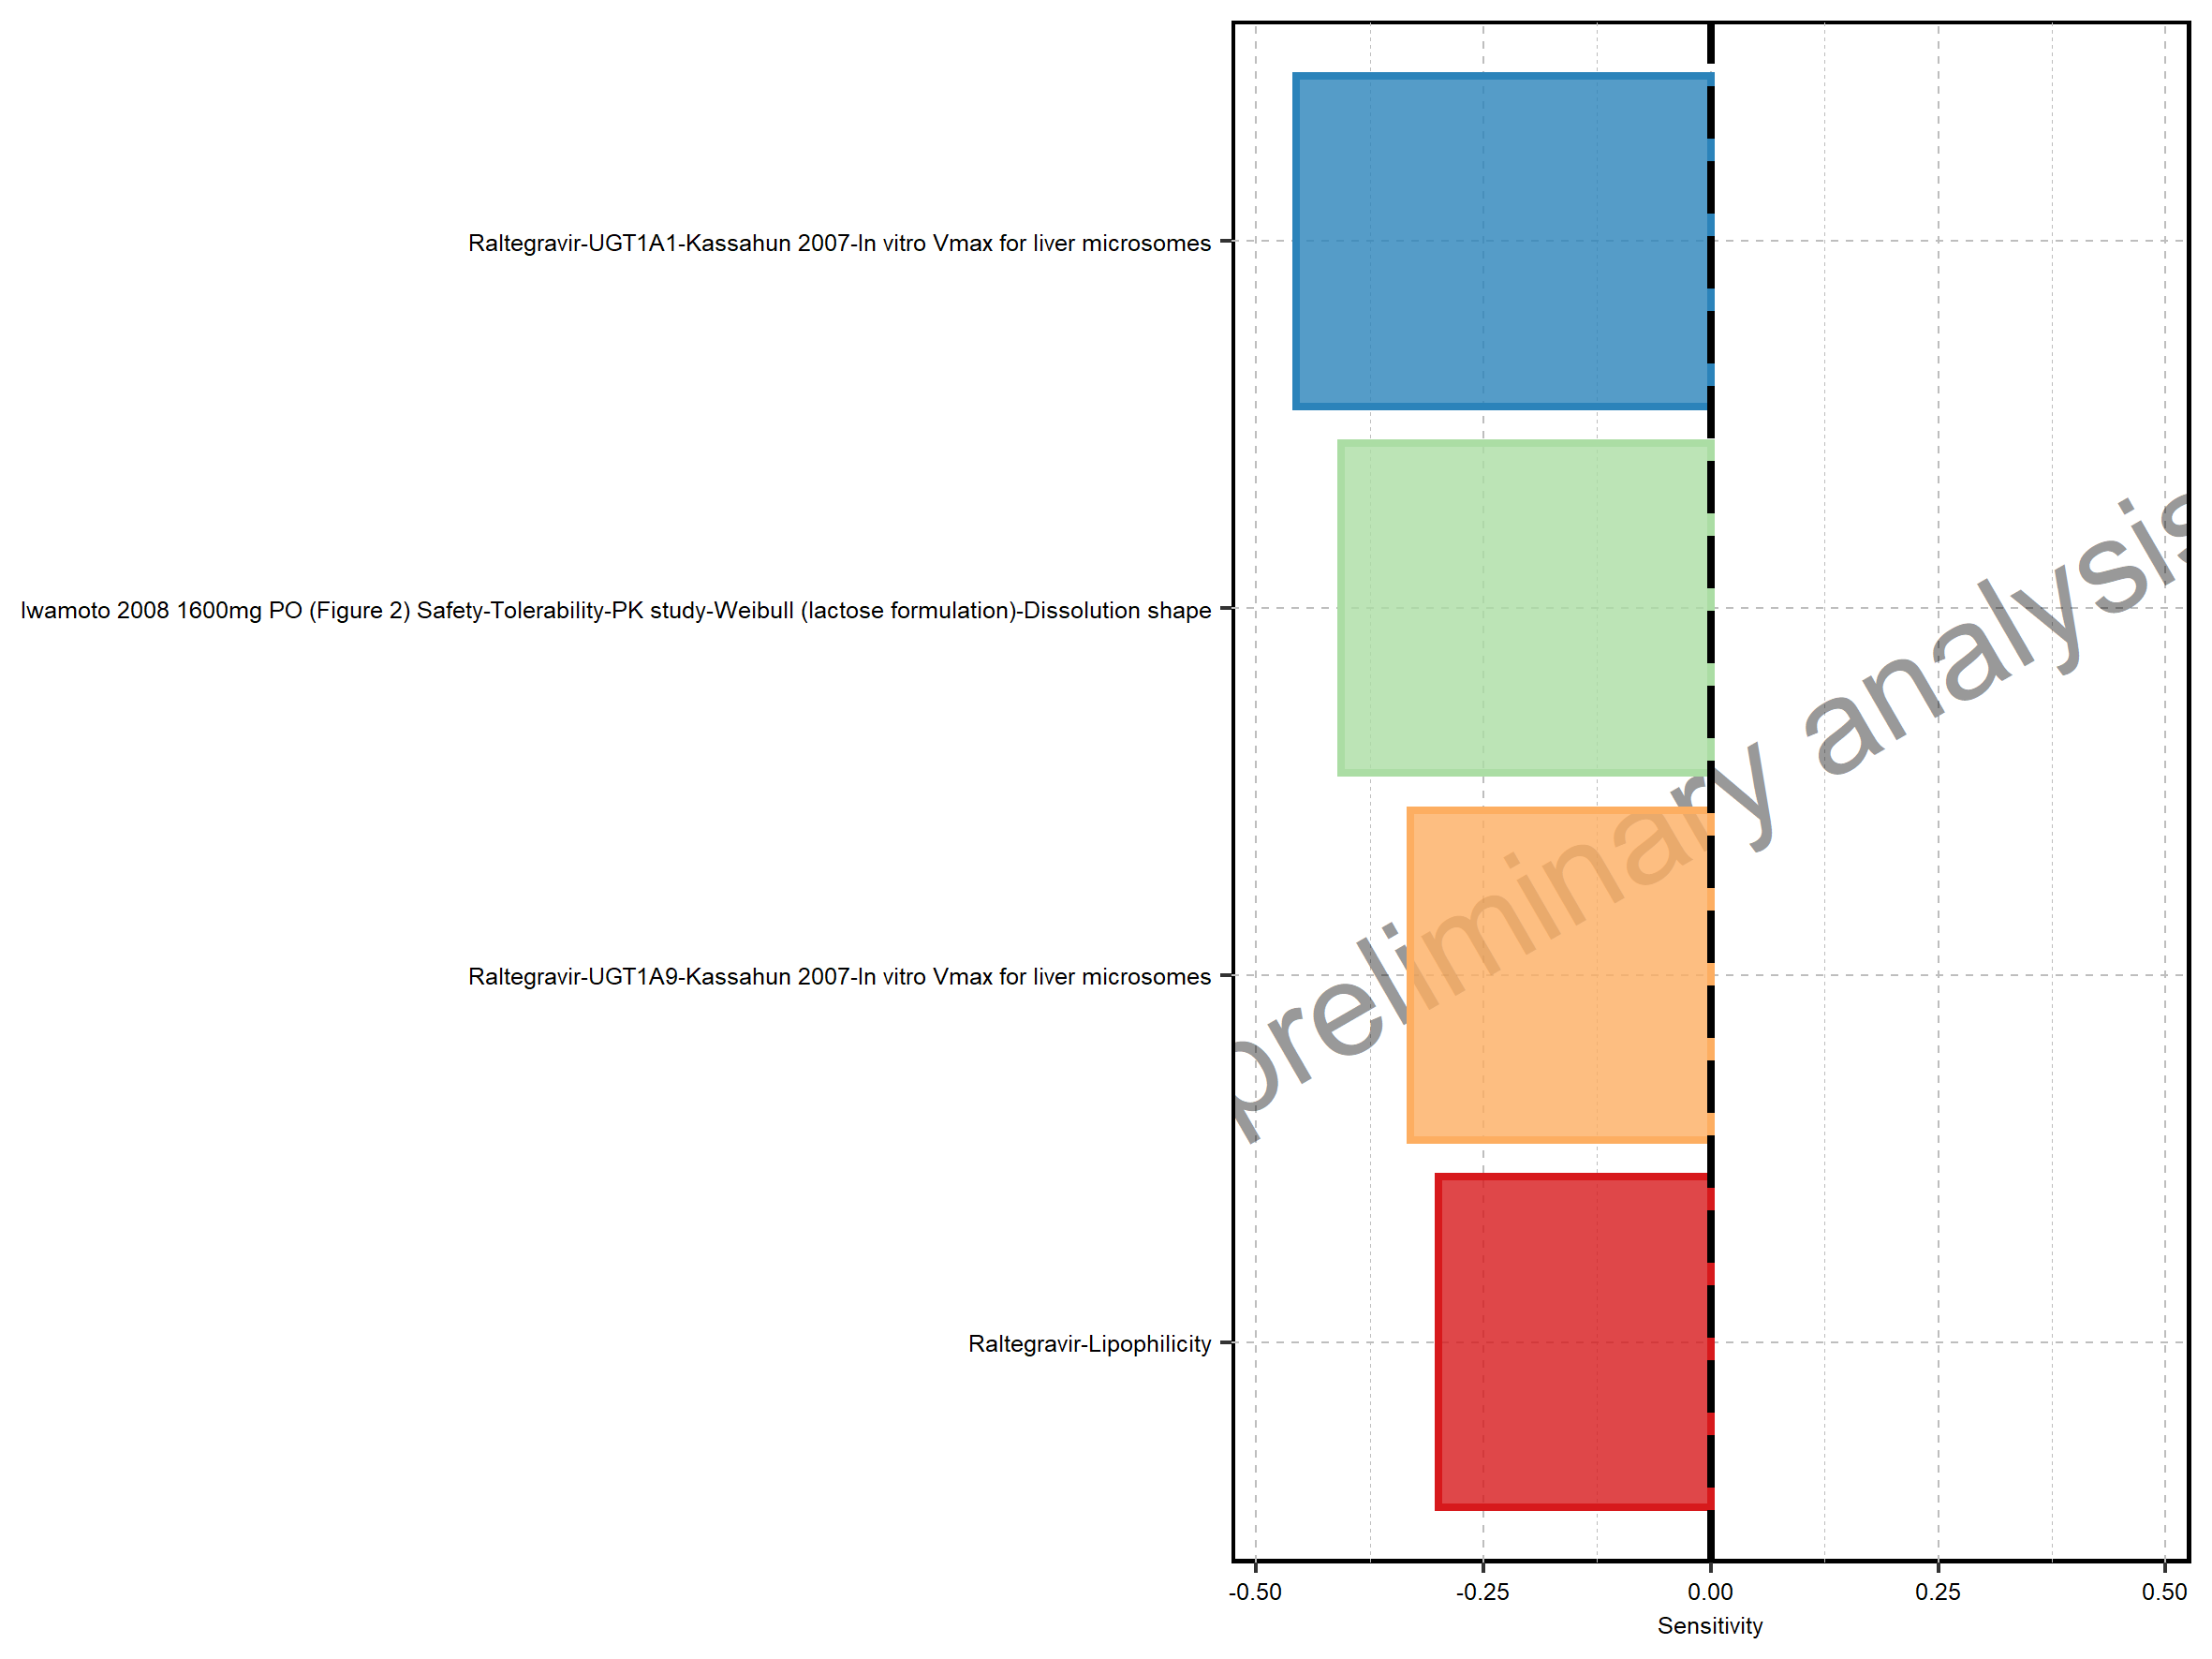 Raltegravir-UGT1A1-Kassahun 2007-In vitro Vmax for liver microsomes
Iwamoto 2008 1600mg PO (Figure 2) Safety-Tolerability-PK study-Weibull (lactose formulation)-Dissolution shape
Raltegravir-UGT1A9-Kassahun 2007-In vitro Vmax for liver microsomes
Raltegravir-Lipophilicity
preliminary analysis
-0.50 -0.25 0.00 0.25 0.50
Sensitivity